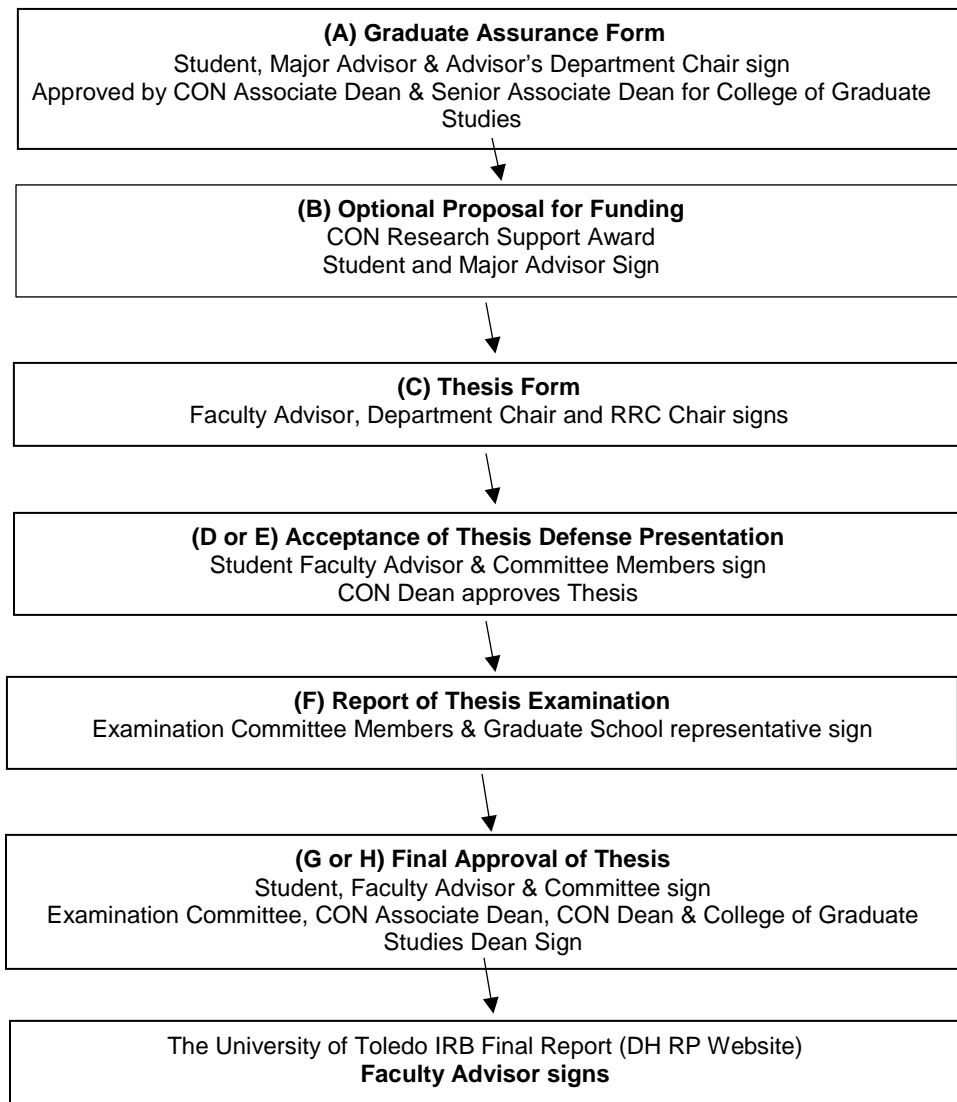 (A) Graduate Assurance Form
Student, Major Advisor & Advisor’s Department Chair sign
Approved by CON Associate Dean & Senior Associate Dean for College of Graduate
Studies
(B) Optional Proposal for Funding
CON Research Support Award
Student and Major Advisor Sign
(C) Thesis Form
Faculty Advisor, Department Chair and RRC Chair signs
(D or E) Acceptance of Thesis Defense Presentation
Student Faculty Advisor & Committee Members sign
CON Dean approves Thesis
(F) Report of Thesis Examination
Examination Committee Members & Graduate School representative sign
(G or H) Final Approval of Thesis
Student, Faculty Advisor & Committee sign
Examination Committee, CON Associate Dean, CON Dean & College of Graduate
Studies Dean Sign
The University of Toledo IRB Final Report (DH RP Website)
Faculty Advisor signs